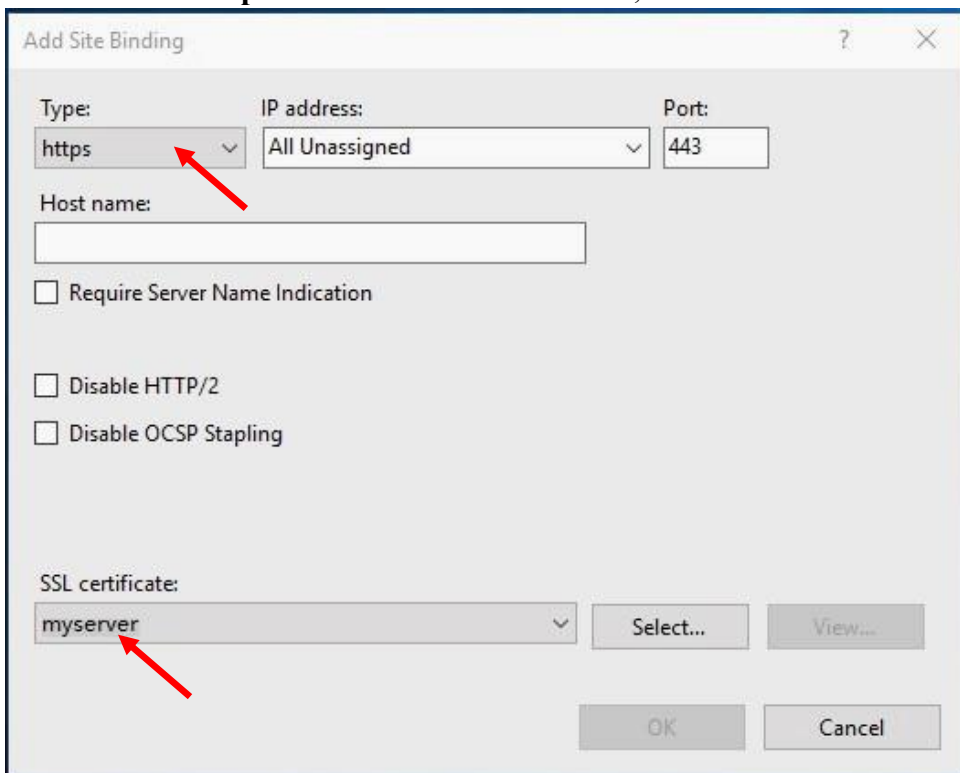 Add Site Binding ?
Type: IP address: Port:
https All Unassigned 443
Host name:
Require Server Name Indication
Disable HTTP/2
Disable OCSP Stapling
SSL certificate:
myserver Select... View...
OK Cancel